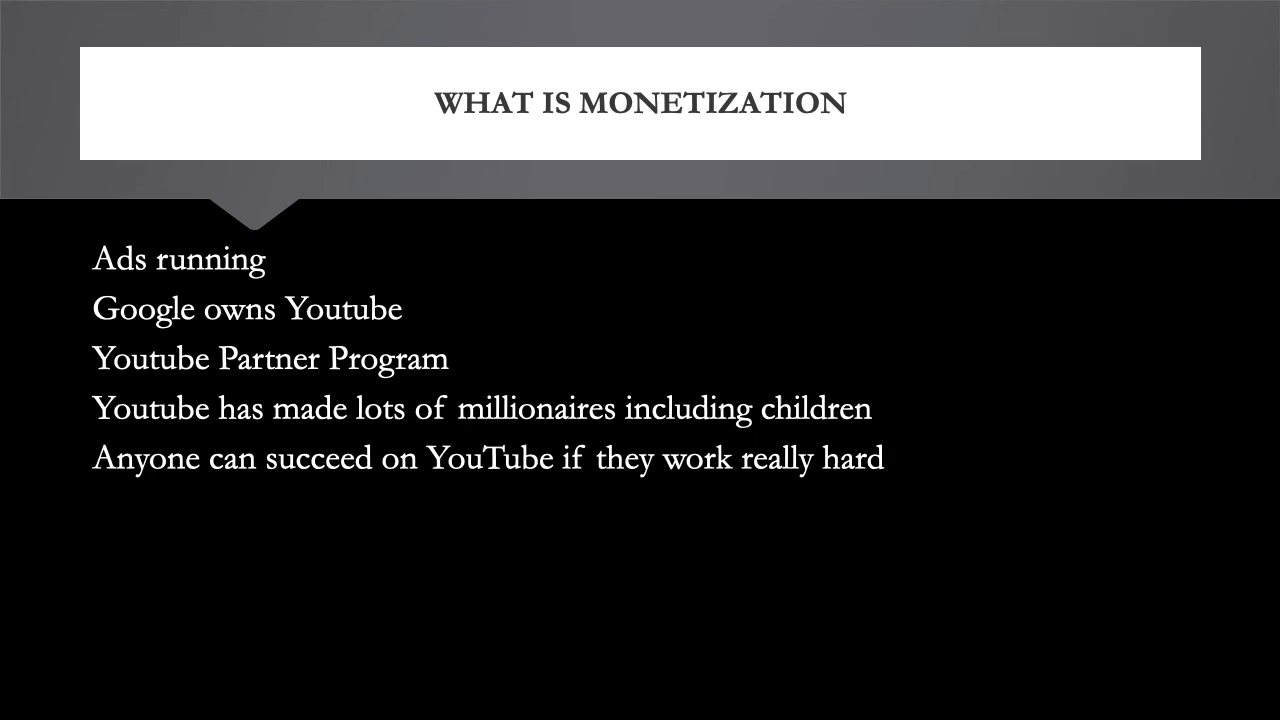 WHAT IS MONETIZATION
Ads running
Google owns Youtube
Youtube Partner Program
Youtube has made lots of millionaires including children
Anyone can succeed on YouTube if they work really hard